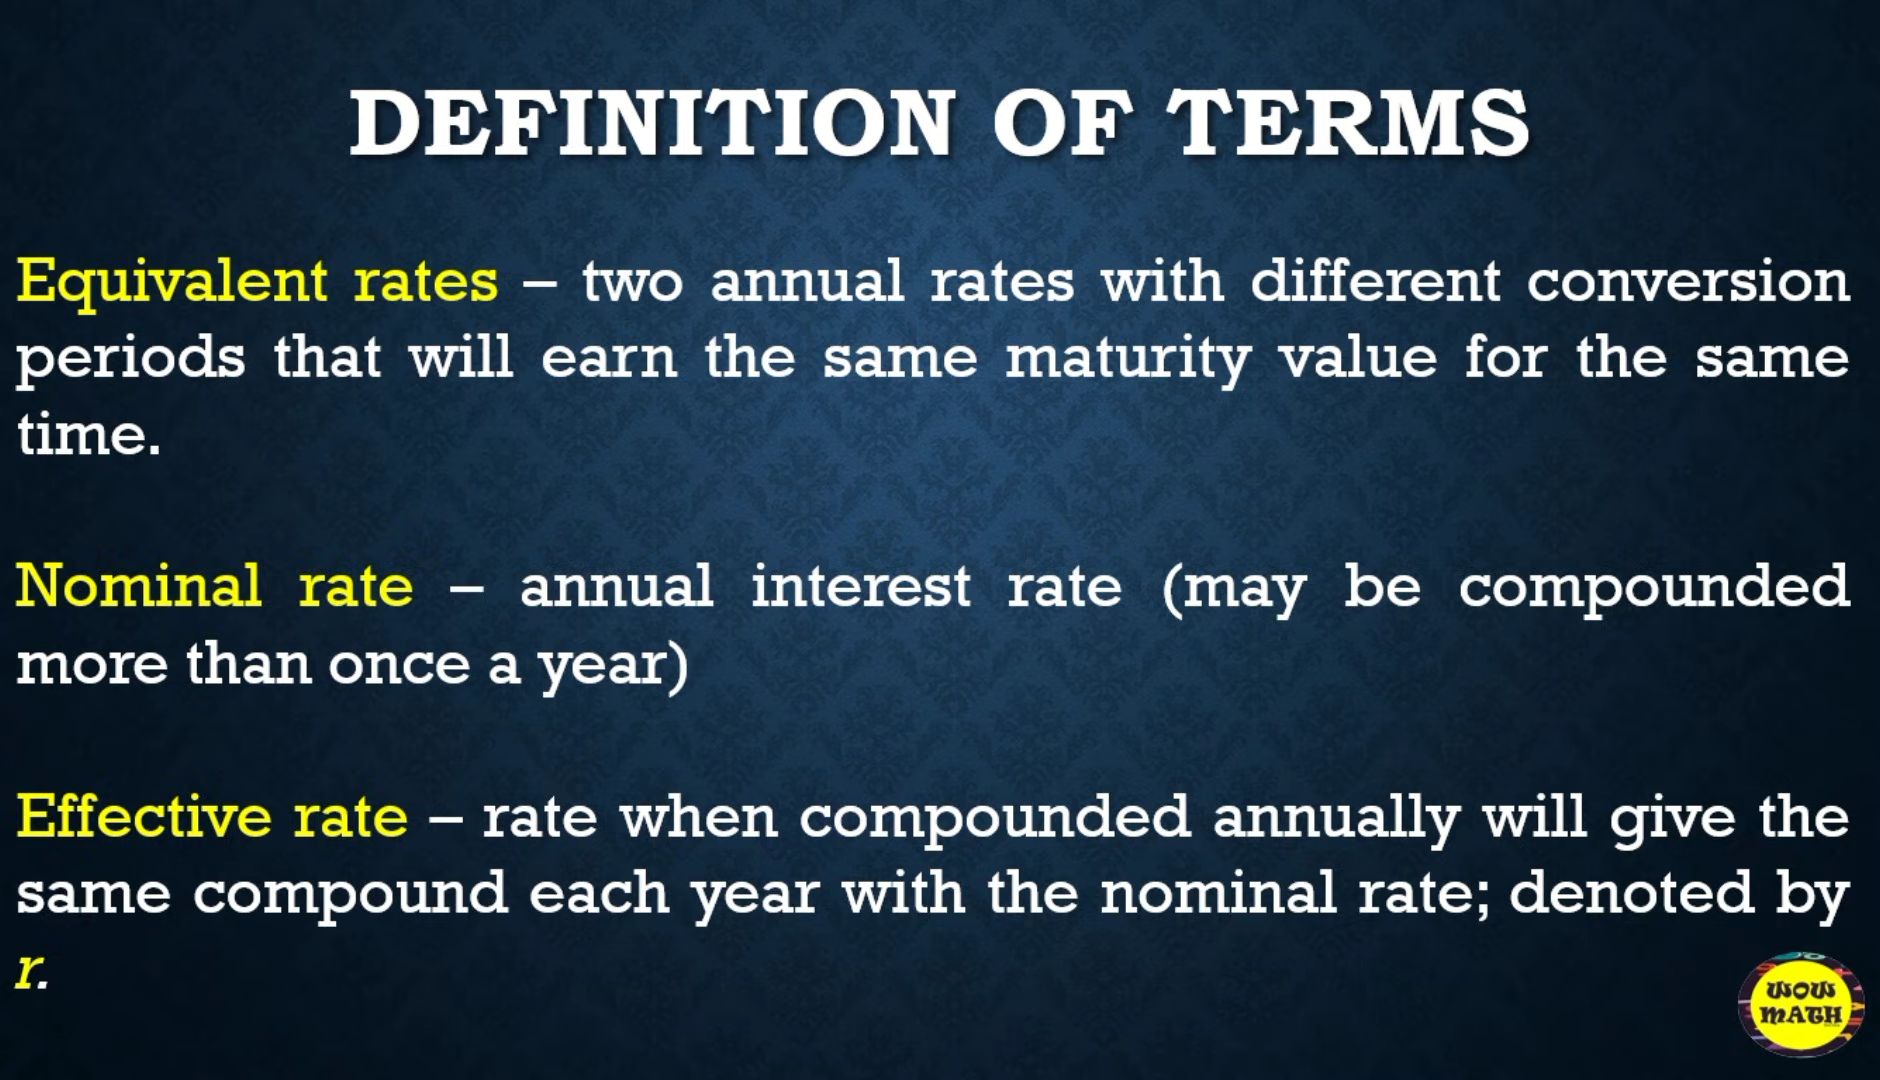 DEFINITION OF TERMS
Equivalent rates – two annual rates with different conversion
periods that will earn the same maturity value for the same
time.
Nominal rate – annual interest rate (may be compounded
more than once a year)
Effective rate – rate when compounded annually will give the
same compound each year with the nominal rate; denoted by
r.
WOW
MATH